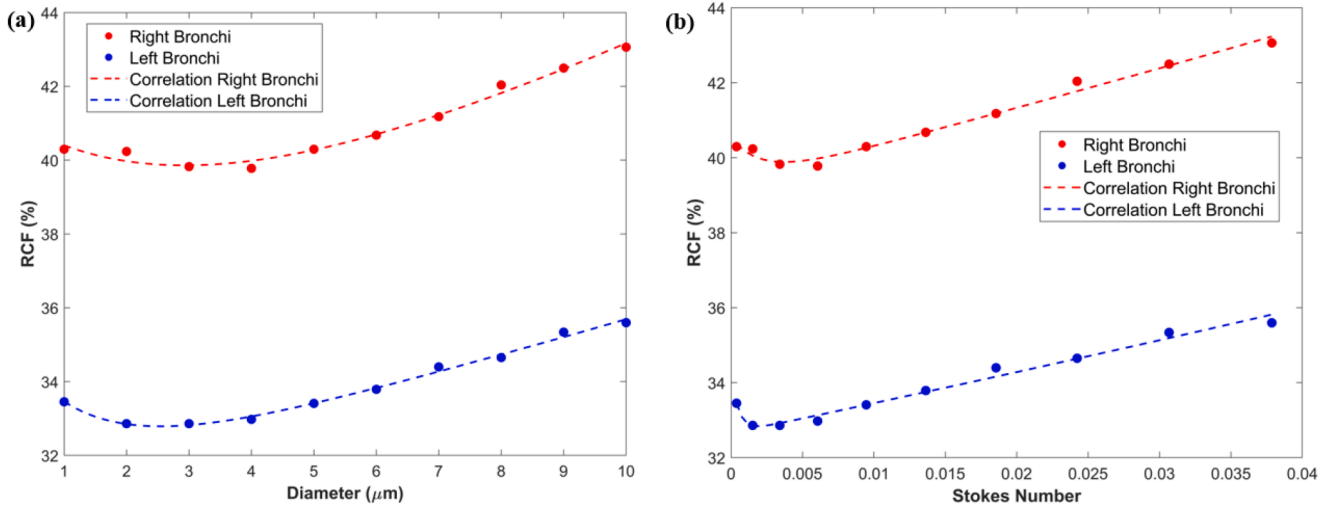 (a)
44
42
40
38
36
34
32
RCF (%)
Right Bronchi
Left Bronchi
Correlation Right Bronchi
Correlation Left Bronchi
1 2 3 4 5 6 7 8 9 10
Diameter (μm)
(b)
44
42
40
38
36
34
32
RCF (%)
Right Bronchi
Left Bronchi
Correlation Right Bronchi
Correlation Left Bronchi
0 0.005 0.01 0.015 0.02 0.025 0.03 0.035 0.04
Stokes Number